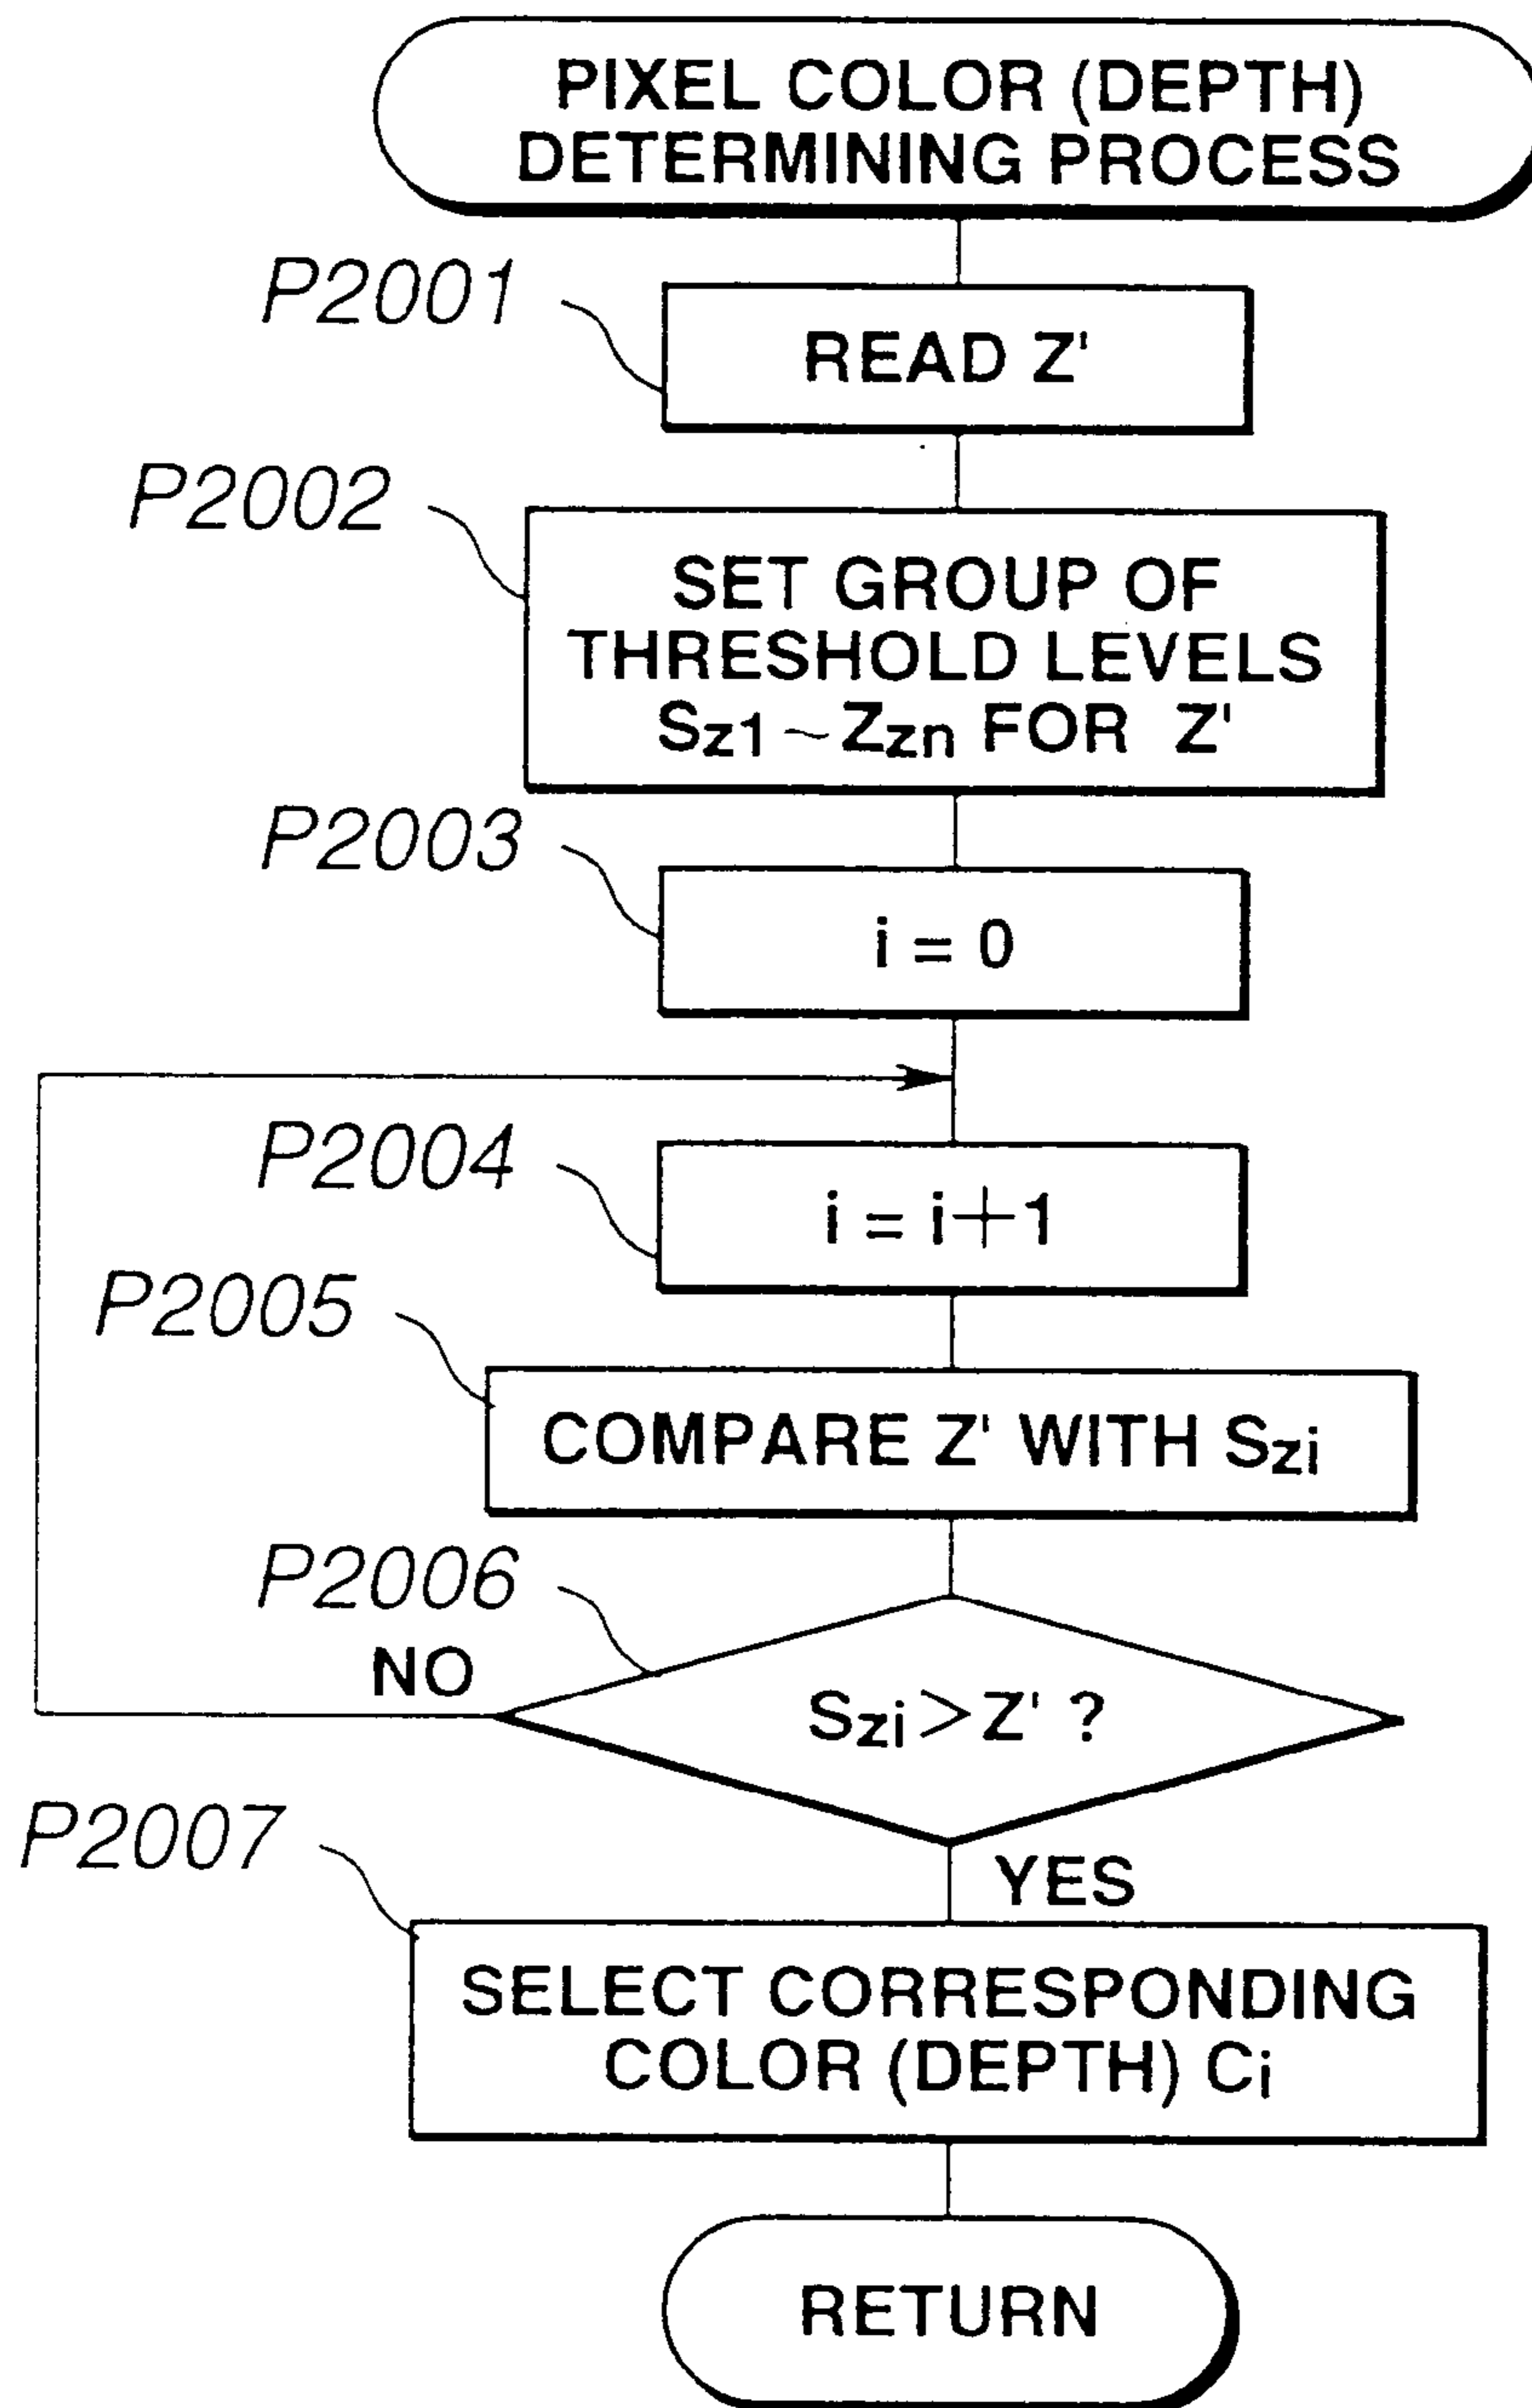 PIXEL COLOR (DEPTH)
DETERMINING PROCESS
P2001
READ Z'
P2002
SET GROUP OF
THRESHOLD LEVELS
Sz1 ~ Zzn FOR Z'
P2003
i = 0
P2004
i = i+1
P2005
COMPARE Z' WITH Szi
P2006
NO
Szi > Z' ?
YES
P2007
SELECT CORRESPONDING
COLOR (DEPTH) Ci
RETURN